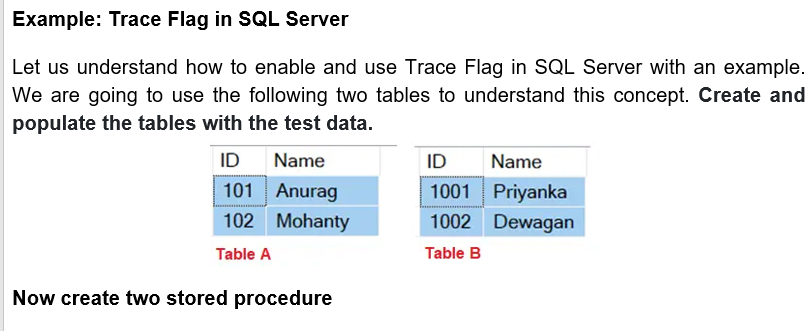 Example: Trace Flag in SQL Server
Let us understand how to enable and use Trace Flag in SQL Server with an example.
We are going to use the following two tables to understand this concept. Create and
populate the tables with the test data.
ID Name
101 Anurag
102 Mohanty
Table A
ID Name
1001 Priyanka
1002 Dewagan
Table B
Now create two stored procedure